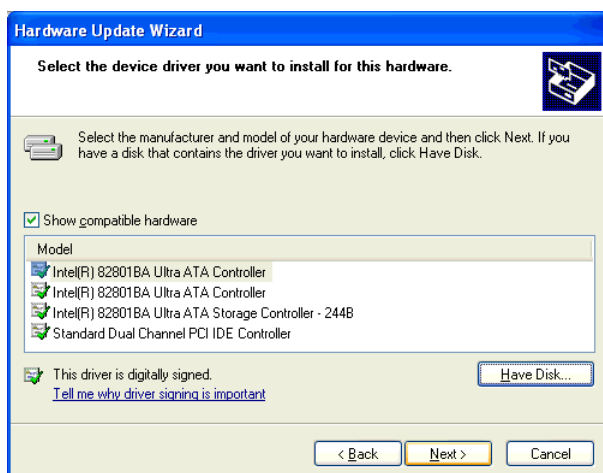 Hardware Update Wizard
Select the device driver you want to install for this hardware.
Select the manufacturer and model of your hardware device and then click Next. If you
have a disk that contains the driver you want to install, click Have Disk.
Show compatible hardware
Model
Intel(R) 82801BA Ultra ATA Controller
Intel(R) 82801BA Ultra ATA Controller
Intel(R) 82801BA Ultra ATA Storage Controller - 244B
Standard Dual Channel PCI IDE Controller
This driver is digitally signed.
Have Disk...
Tell me why driver signing is important
< Back
Next >
Cancel